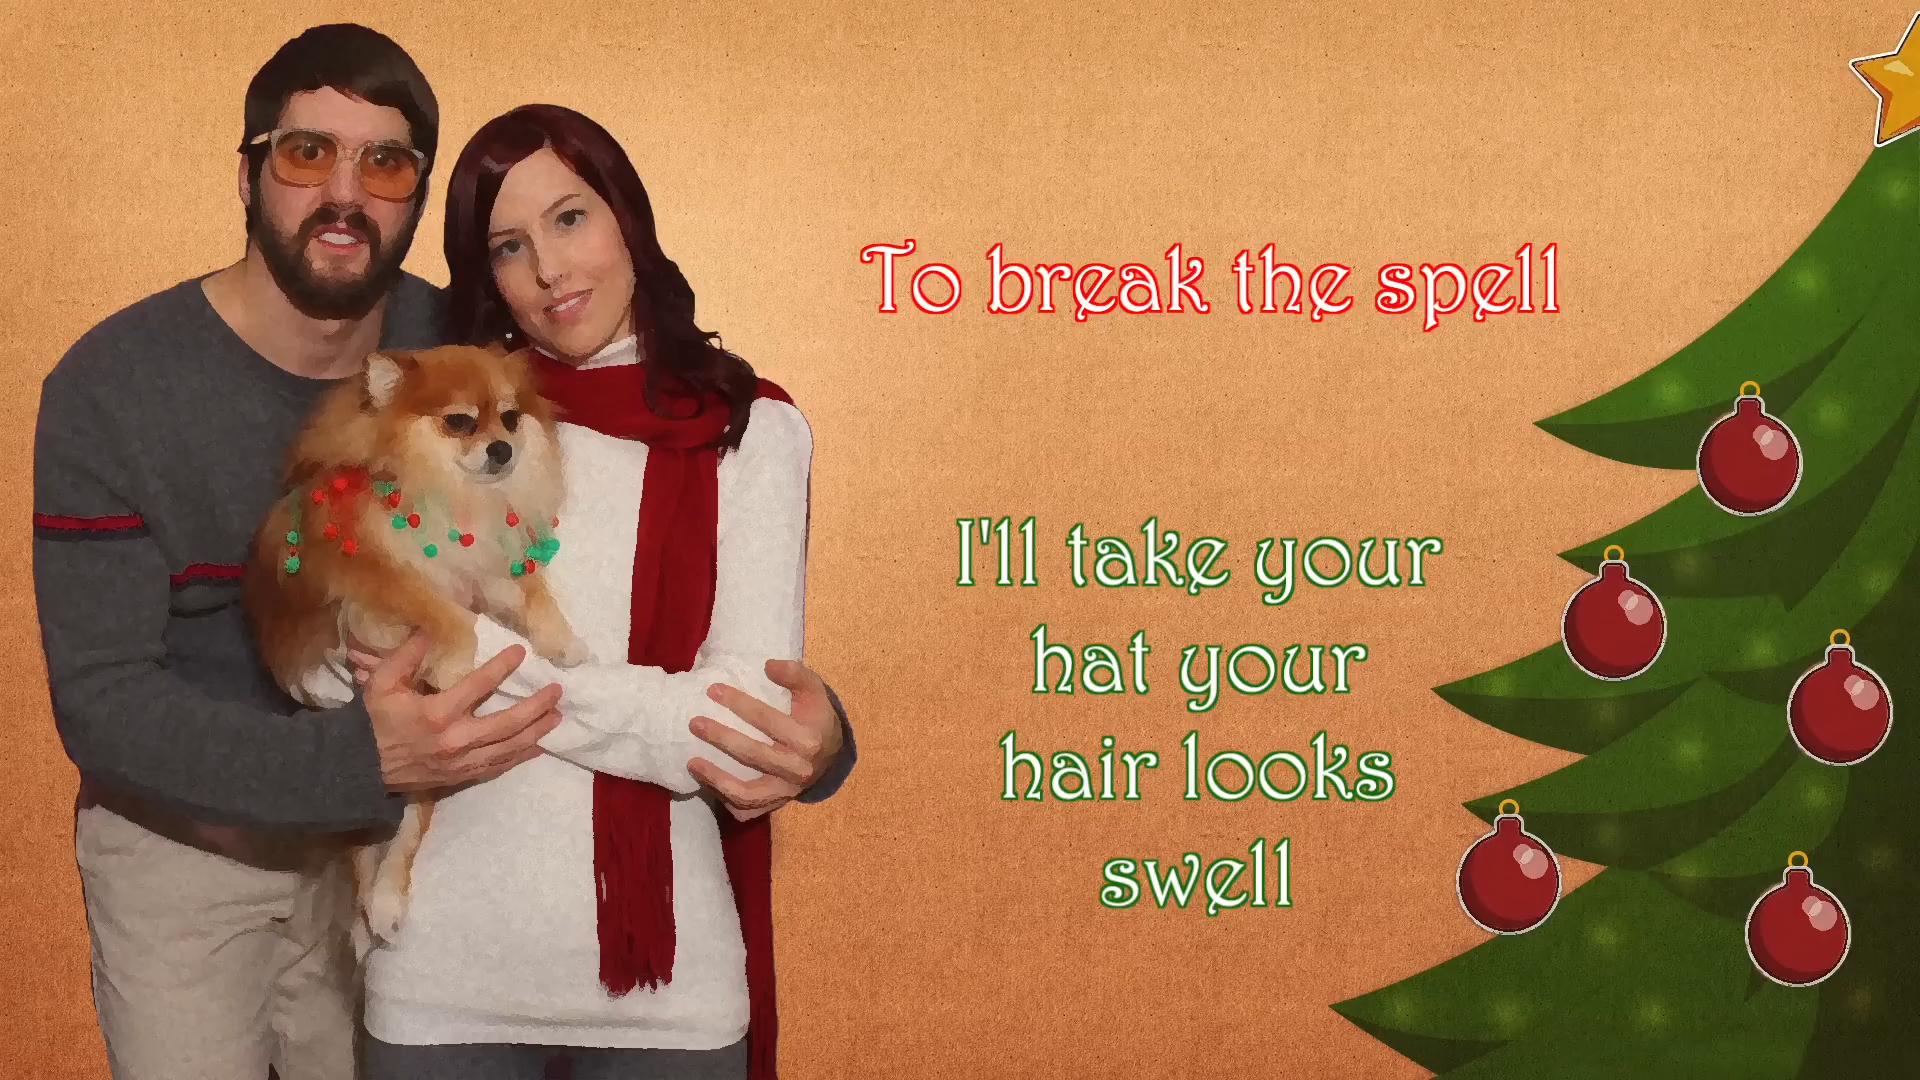 To break the spell
I'll take your
hat your
hair looks
swell